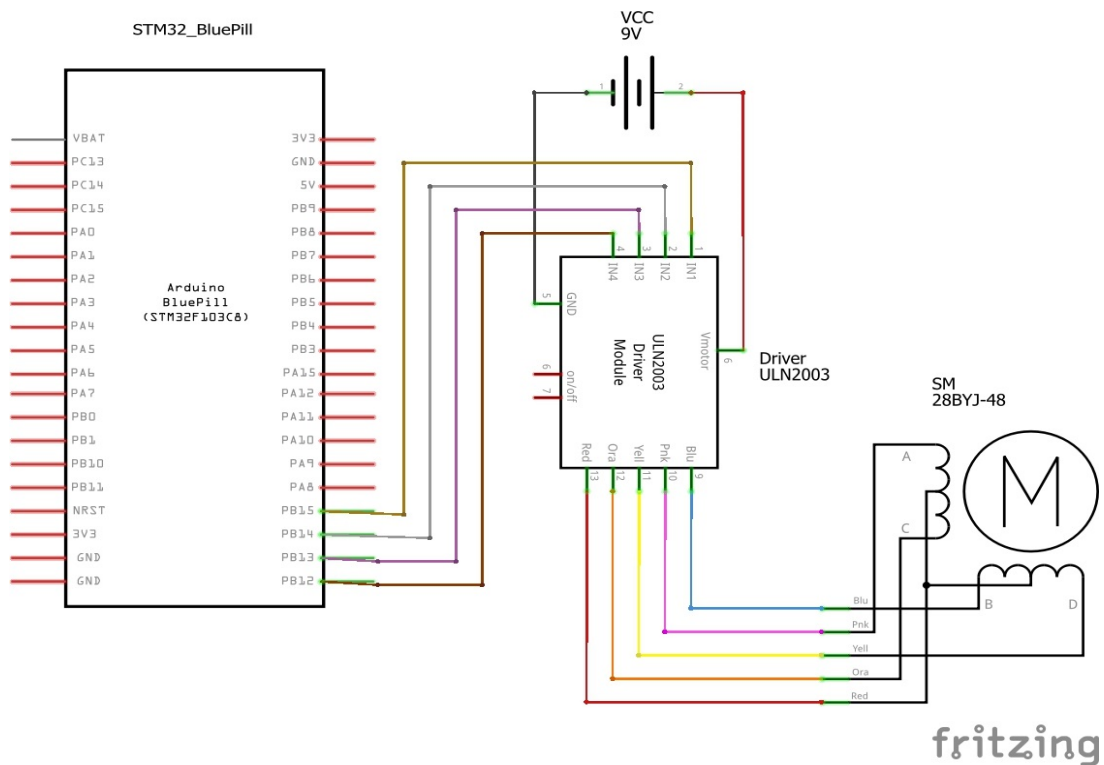 STM32_BluePill
VCC
9V
1
2
VBAT
PC13
PC14
PC15
PA0
PA1
PA2
PA3
PA4
PA5
PA6
PA7
PB0
PB1
PB10
PB11
NRST
3V3
GND
GND
Arduino
BluePill
(STM32F103C8)
3V3
GND
5V
PB9
PB8
PB7
PB6
PB5
PB4
PB3
PA15
PA12
PA11
PA10
PA9
PA8
PB15
PB14
PB13
PB12
4
3
2
1
IN4
IN3
IN2
IN1
5
GND
6
7
on/off
ULN2003
Driver
Module
Vmotor
6
Driver
ULN2003
Red
Ora
Yell
Pnk
Blu
13
12
11
10
9
SM
28BYJ-48
A
C
M
B
D
Blu
Pnk
Yell
Ora
Red
fritzing